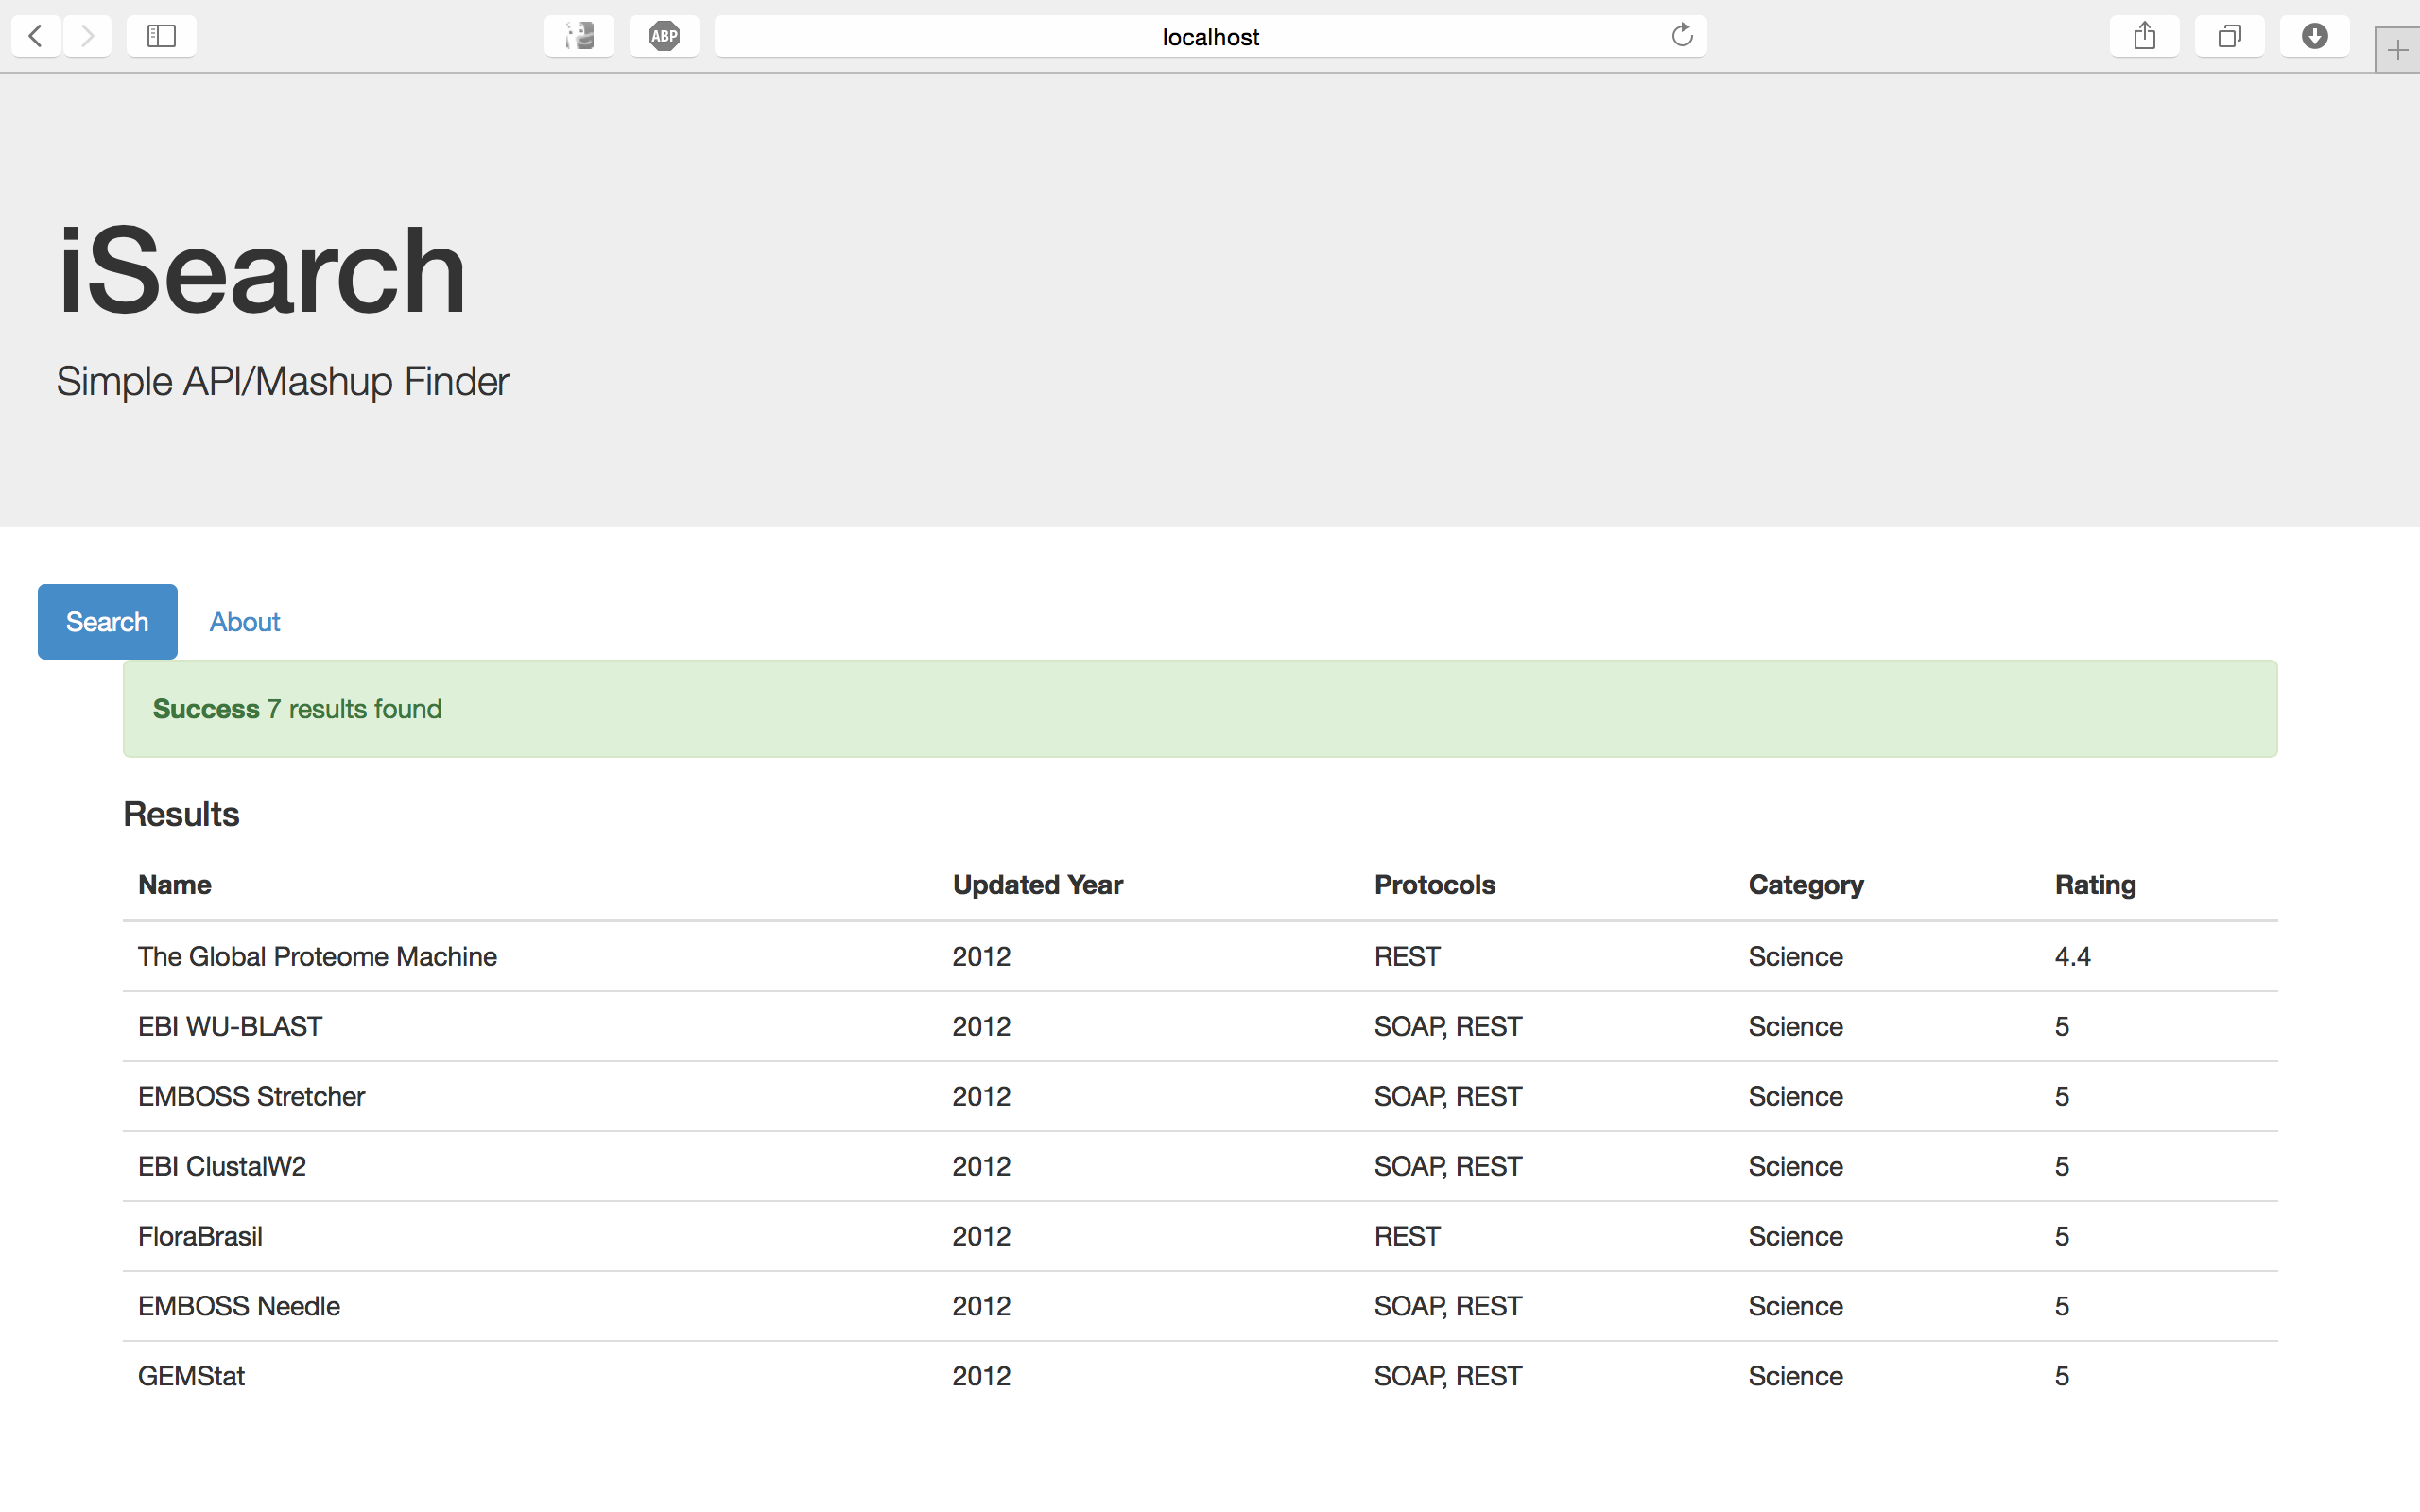 ABP
localhost
iSearch
Simple API/Mashup Finder
Search About
Success 7 results found
Results
Name Updated Year Protocols Category Rating
The Global Proteome Machine 2012 REST Science 4.4
EBI WU-BLAST 2012 SOAP, REST Science 5
EMBOSS Stretcher 2012 SOAP, REST Science 5
EBI ClustalW2 2012 SOAP, REST Science 5
FloraBrasil 2012 REST Science 5
EMBOSS Needle 2012 SOAP, REST Science 5
GEMStat 2012 SOAP, REST Science 5